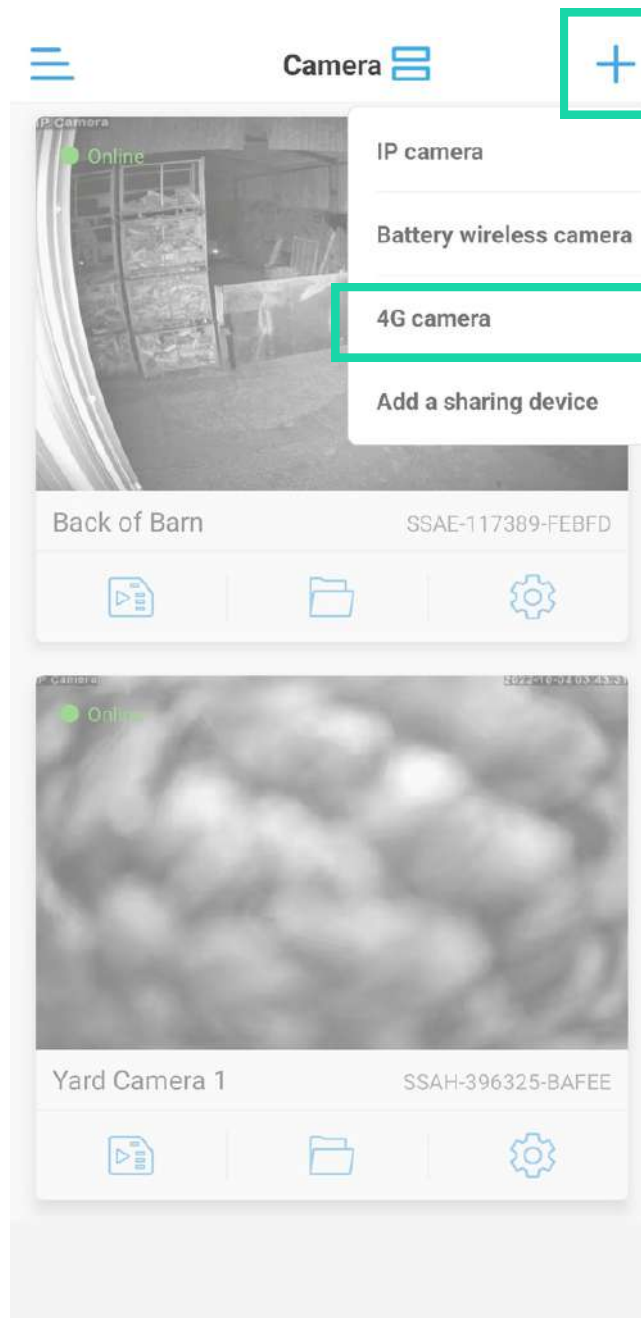 Camera
IP Camera
Online
IP camera
Battery wireless camera
4G camera
Add a sharing device
Back of Barn SSAE-117389-FEBFD
Online
Yard Camera 1 SSAH-396325-BAFEE